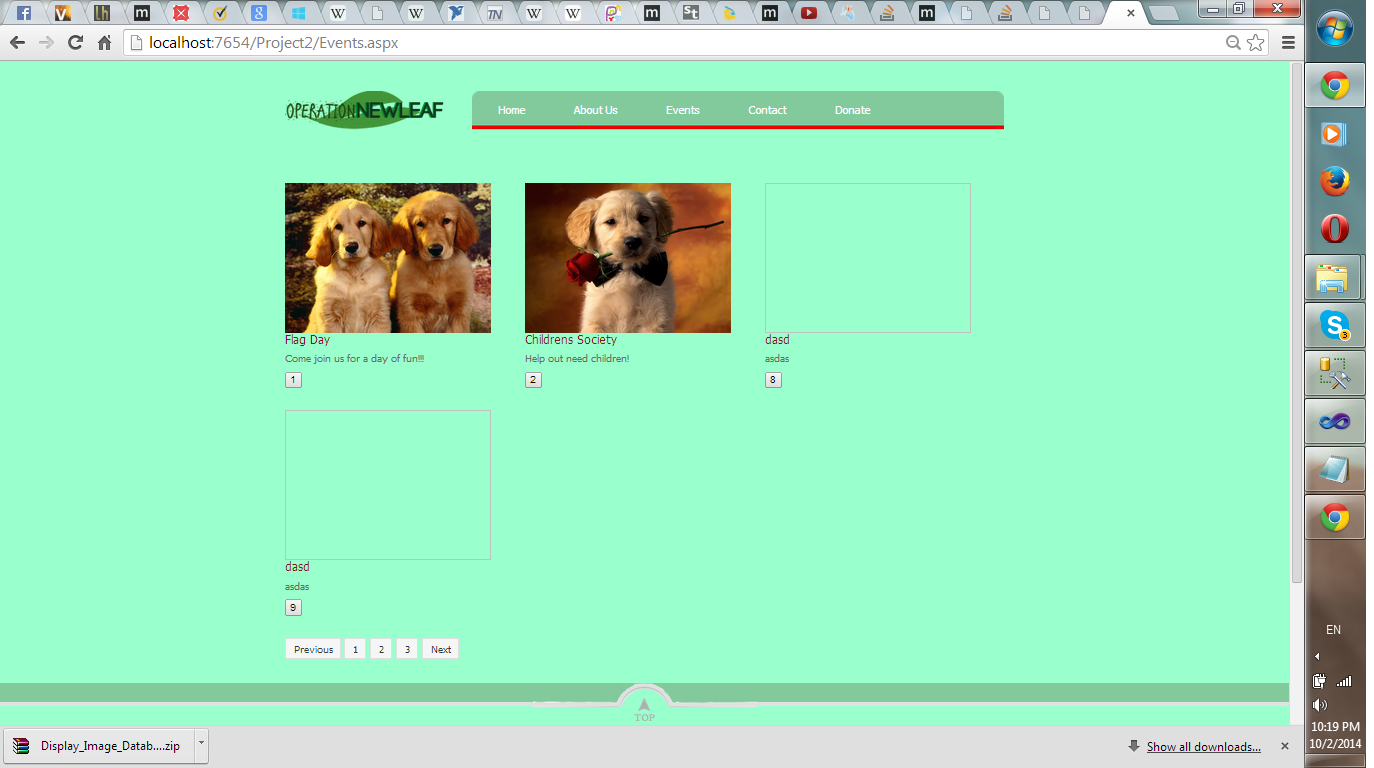 localhost:7654/Project2/Events.aspx
OPERATIONNEWLEAF
Home About Us Events Contact Donate
Flag Day
Come join us for a day of fun!!!
1
Childrens Society
Help out need children!
2
dasd
asdas
8
dasd
asdas
9
Previous 1 2 3 Next
TOP
Display_Image_Datab....zip
Show all downloads...
EN
10:19 PM
10/2/2014